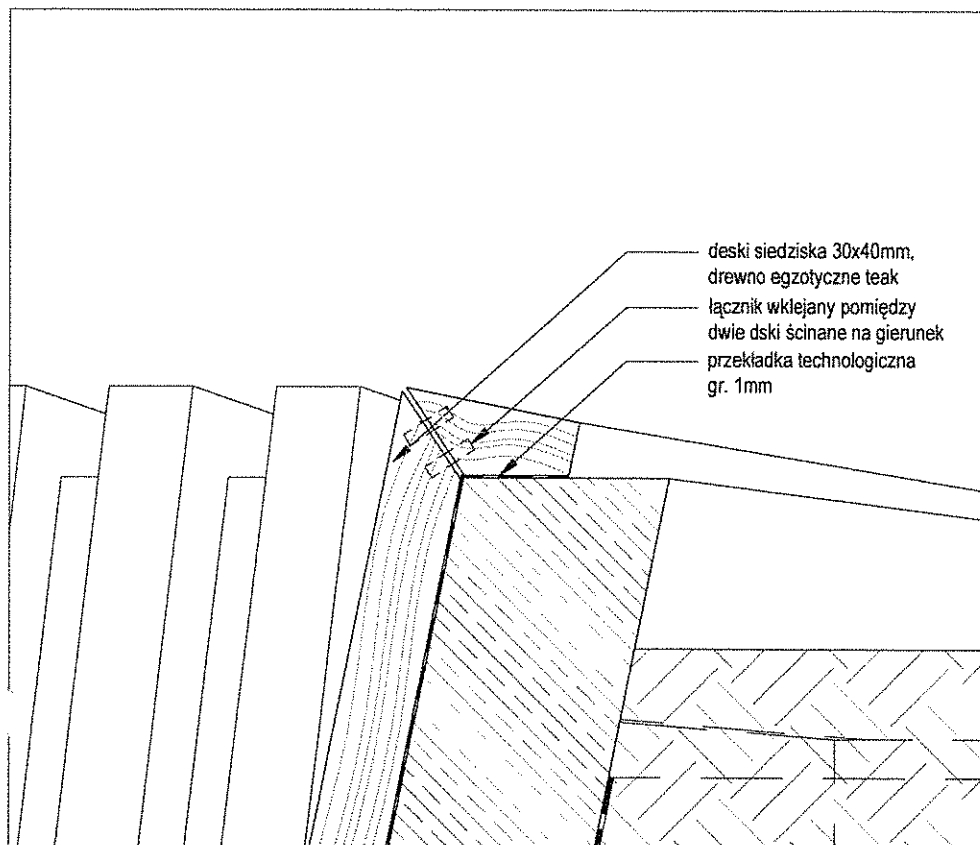 deski siedziska 30x40mm,
drewno egzotyczne teak
łącznik wklejany pomiędzy
dwie dski ścinane na gierunek
przekładka technologiczna
gr. 1mm